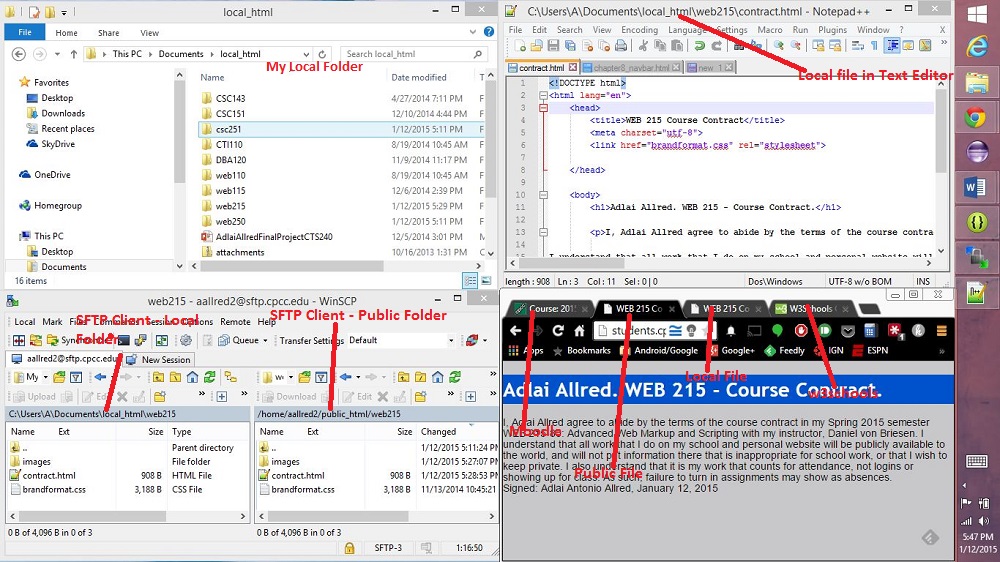 local_html
File
Home
Share
View
This PC
Documents
local_html
Search local_html
My Local Folder
Name
Date modified
Favorites
Desktop
Downloads
Recent places
SkyDrive
OneDrive
Homegroup
This PC
Desktop
Documents
CSC143 4/27/2014 7:11 PM F
CSC151 12/10/2014 4:44 PM F
csc251 1/12/2015 5:11 PM F
CTI110 8/19/2014 10:45 AM F
DBA120 11/9/2014 11:17 PM F
web110 8/19/2014 10:45 AM F
web115 12/6/2014 2:39 PM F
web215 1/12/2015 5:29 PM F
web250 1/12/2015 5:11 PM F
AdlaiAllredFinalProjectCTS240 12/5/2014 3:01 PM M
attachments 10/16/2013 1:31 PM F
16 items
C:\Users\A\Documents\local_html\web215\contract.html - Notepad++
File Edit Search View Encoding Language Settings Macro Run
contract.html
chapter8_navbar.html
new 1
Local file in Text Editor
1 <!DOCTYPE html>
2 <html lang="en">
3 <head>
4 <title>WEB 215 Course Contract</title>
5 <meta charset="utf-8">
6 <link href="brandformat.css" rel="stylesheet">
7
8 </head>
9
10 <body>
11 <h1>Adlai Allred. WEB 215 - Course Contract.</h1>
12
13 <p>I, Adlai Allred agree to abide by the terms of the course contra
14
I understand that all work that I do on my school and personal website will
length : 908 Ln : 3 Col : 11 Sel : 0 | 0 Dos\Windows UTF-8 w/o BOM INS
web215 - aallred2@sftp.cpcc.edu - WinSCP
Local Mark Files Commands Session Options Remote Help
SFTP Client - Local Folder
SFTP Client - Public Folder
Synchronize
Queue
Transfer Settings Default
aallred2@sftp.cpcc.edu
New Session
My
Upload
Edit
Download
Edit
C:\Users\A\Documents\local_html\web215
Name Ext Size Type
.. Parent directory
images File folder
contract.html 908 B HTML File
brandformat.css 3,188 B CSS File
0 B of 4,096 B in 0 of 3
/home/aallred2/public_html/web215
Name Ext Size Changed
.. 1/12/2015 5:11:24 P
images 1/12/2015 5:27:07 P
contract.html 908 B 1/12/2015 5:28:53 P
brandformat.css 3,188 B 11/13/2014 10:45:21
0 B of 4,096 B in 0 of 3
SFTP-3
1:16:50
Course: 201
WEB 215 Co
WEB 215 Co
W3Schools
students.cp
Apps
Bookmarks
Android/Google
Google+
Feedly
IGN
ESPN
Local File
w3schools
Moodle
Public File
Adlai Allred. WEB 215 - Course Contract.
I, Adlai Allred agree to abide by the terms of the course contract in my Spring 2015 semester
WEB 215-80: Advanced Web Markup and Scripting with my instructor, Daniel von Briesen. I
understand that all work that I do on my school and personal website will be publicly available to
the world, and will not put information there that is inappropriate for school work, or that I wish to
keep private. I also understand that it is my work that counts for attendance, not logins or
showing up for class. As such, failure to turn in assignments may show as absences.
Signed: Adlai Antonio Allred, January 12, 2015
5:47 PM
1/12/2015